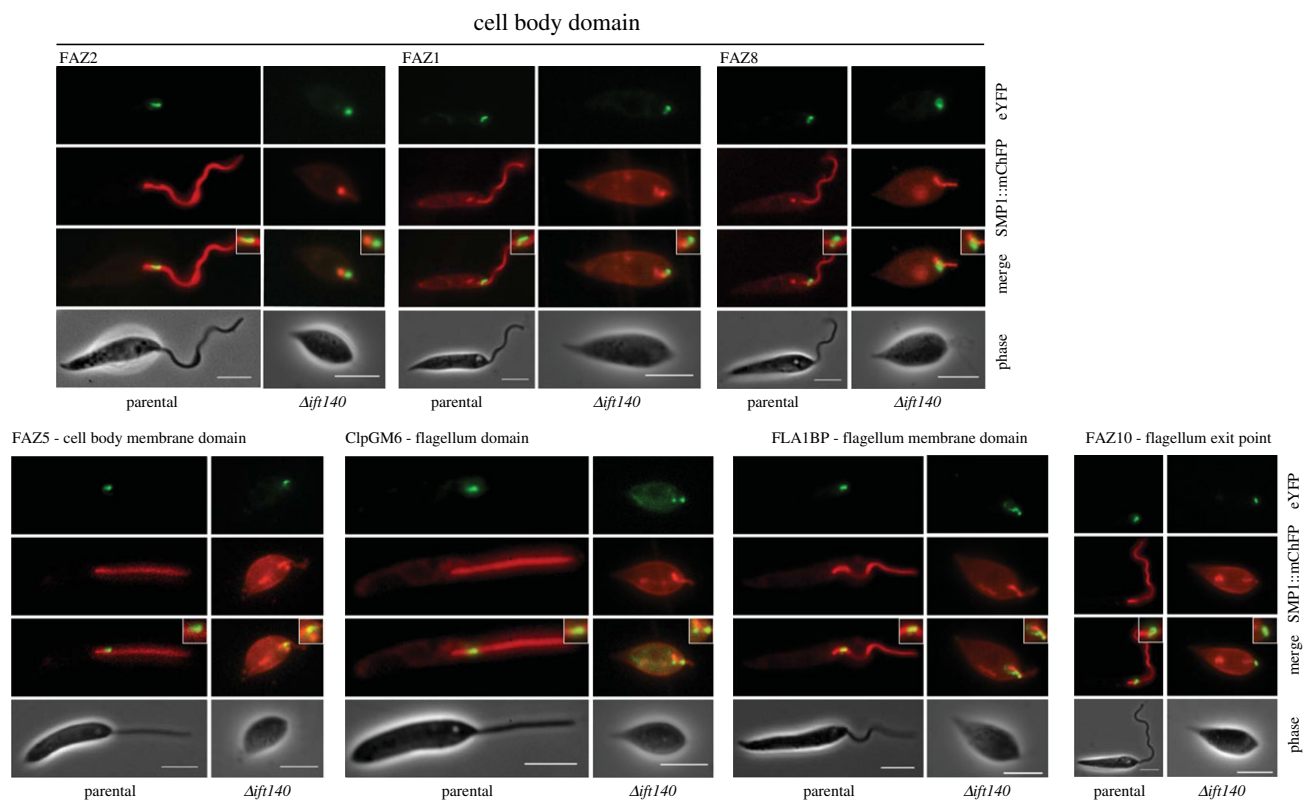 cell body domain
FAZ2
FAZ1
FAZ8
eYFP
SMP1::mChFP
merge
phase
parental
Δift140
parental
Δift140
parental
Δift140
FAZ5 - cell body membrane domain
ClpGM6 - flagellum domain
FLA1BP - flagellum membrane domain
FAZ10 - flagellum exit point
eYFP
SMP1::mChFP
merge
phase
parental
Δift140
parental
Δift140
parental
Δift140
parental
Δift140